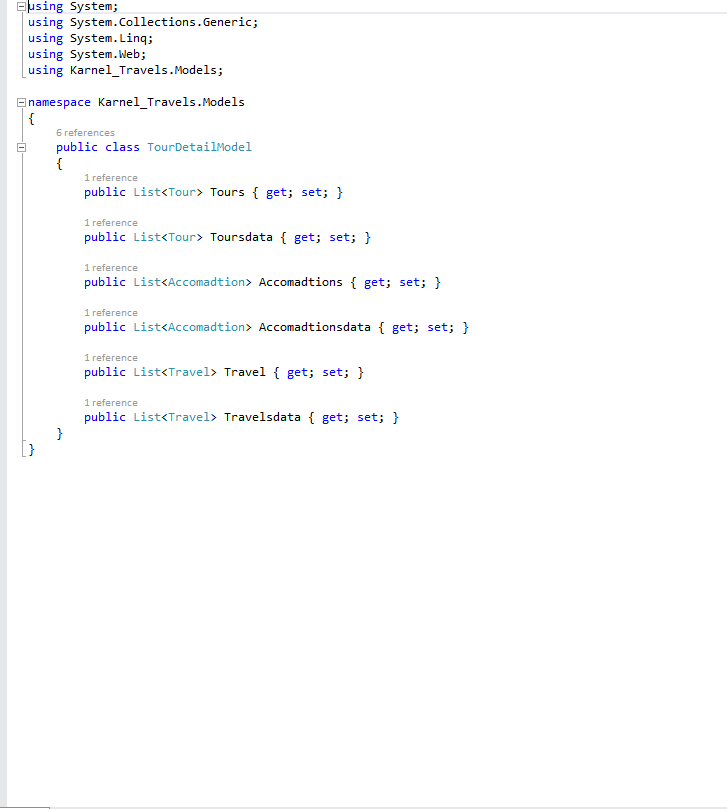 using System;
using System.Collections.Generic;
using System.Linq;
using System.Web;
using Karnel_Travels.Models;
namespace Karnel_Travels.Models
{
6 references
public class TourDetailModel
{
1 reference
public List<Tour> Tours { get; set; }
1 reference
public List<Tour> Toursdata { get; set; }
1 reference
public List<Accomadtion> Accomadtions { get; set; }
1 reference
public List<Accomadtion> Accomadtionsdata { get; set; }
1 reference
public List<Travel> Travel { get; set; }
1 reference
public List<Travel> Travelsdata { get; set; }
}
}